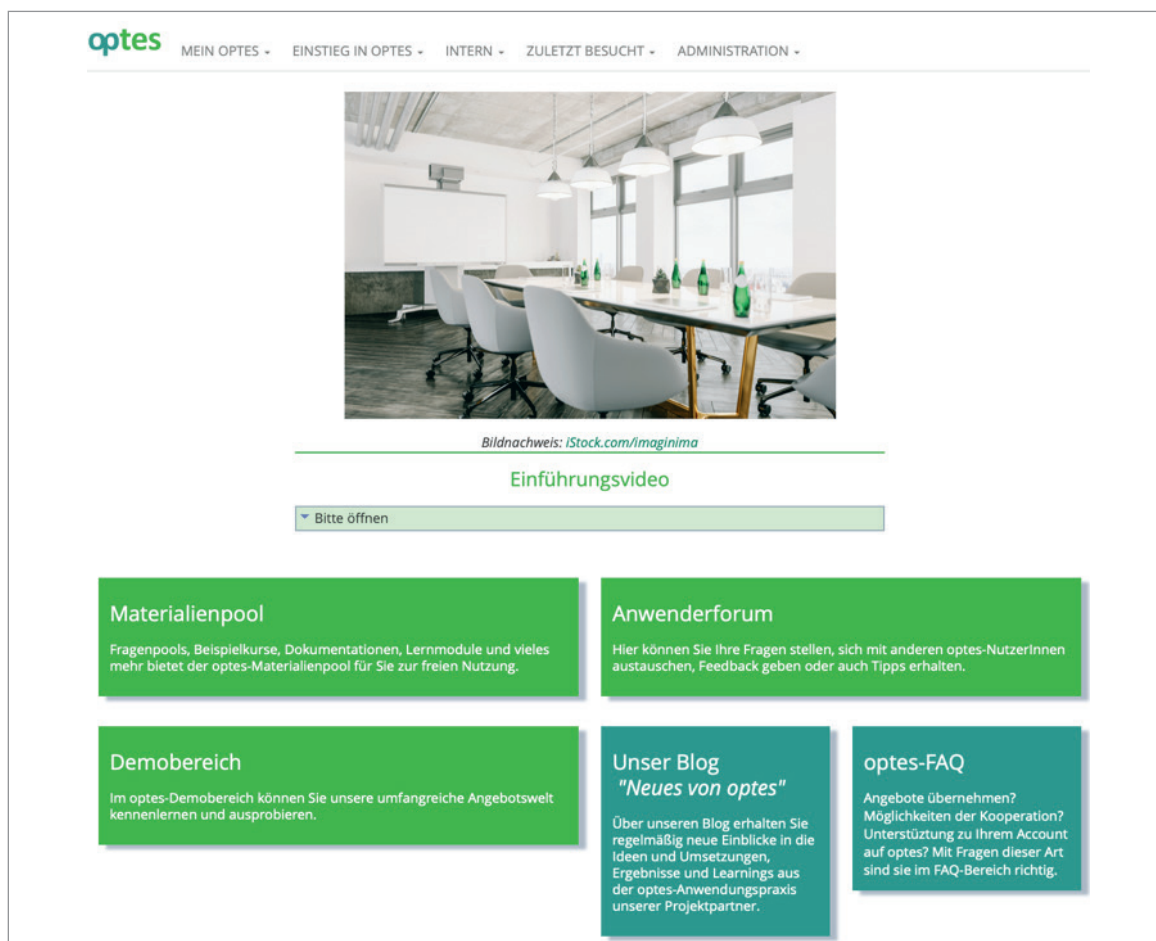 optes
MEIN OPTES EINSTIEG IN OPTES INTERN ZULETZT BESUCHT ADMINISTRATION
Bildnachweis: iStock.com/imaginima
Einführungsvideo
Bitte öffnen
Materialienpool
Fragenpools, Beispielkurse, Dokumentationen, Lernmodule und vieles
mehr bietet der optes-Materialienpool für Sie zur freien Nutzung.
Anwenderforum
Hier können Sie Ihre Fragen stellen, sich mit anderen optes-NutzerInnen
austauschen, Feedback geben oder auch Tipps erhalten.
Demobereich
Im optes-Demobereich können Sie unsere umfangreiche Angebotswelt
kennenlernen und ausprobieren.
Unser Blog
"Neues von optes"
Über unseren Blog erhalten Sie
regelmäßig neue Einblicke in die
Ideen und Umsetzungen,
Ergebnisse und Learnings aus
der optes-Anwendungspraxis
unserer Projektpartner.
optes-FAQ
Angebote übernehmen?
Möglichkeiten der Kooperation?
Unterstüztung zu Ihrem Account
auf optes? Mit Fragen dieser Art
sind sie im FAQ-Bereich richtig.